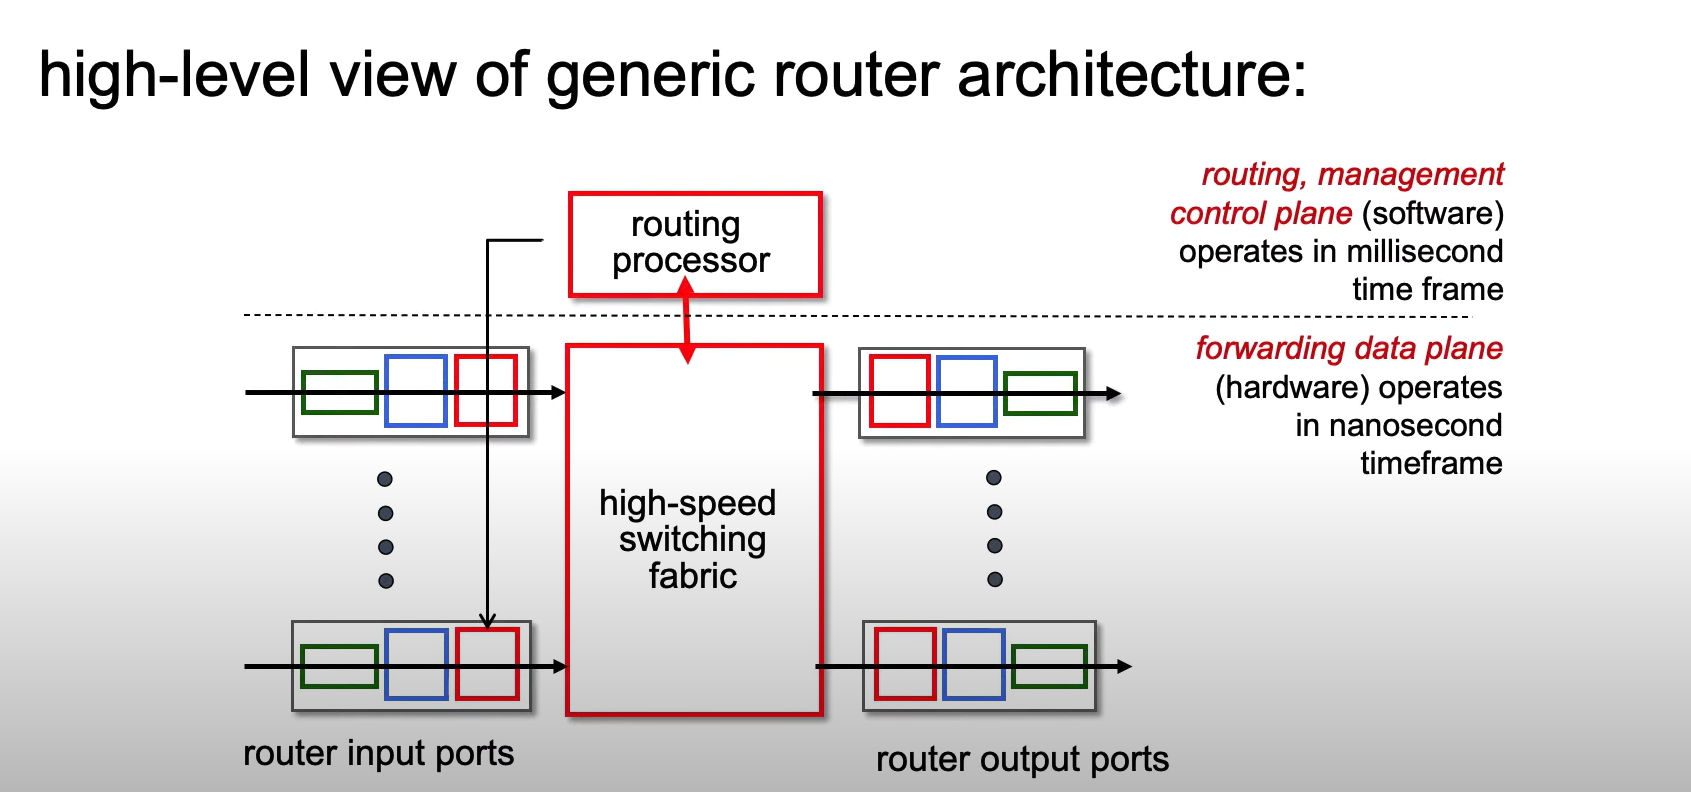 high-level view of generic router architecture:
routing
processor
routing, management
control plane (software)
operates in millisecond
time frame
forwarding data plane
(hardware) operates
in nanosecond
timeframe
high-speed
switching
fabric
router input ports
router output ports